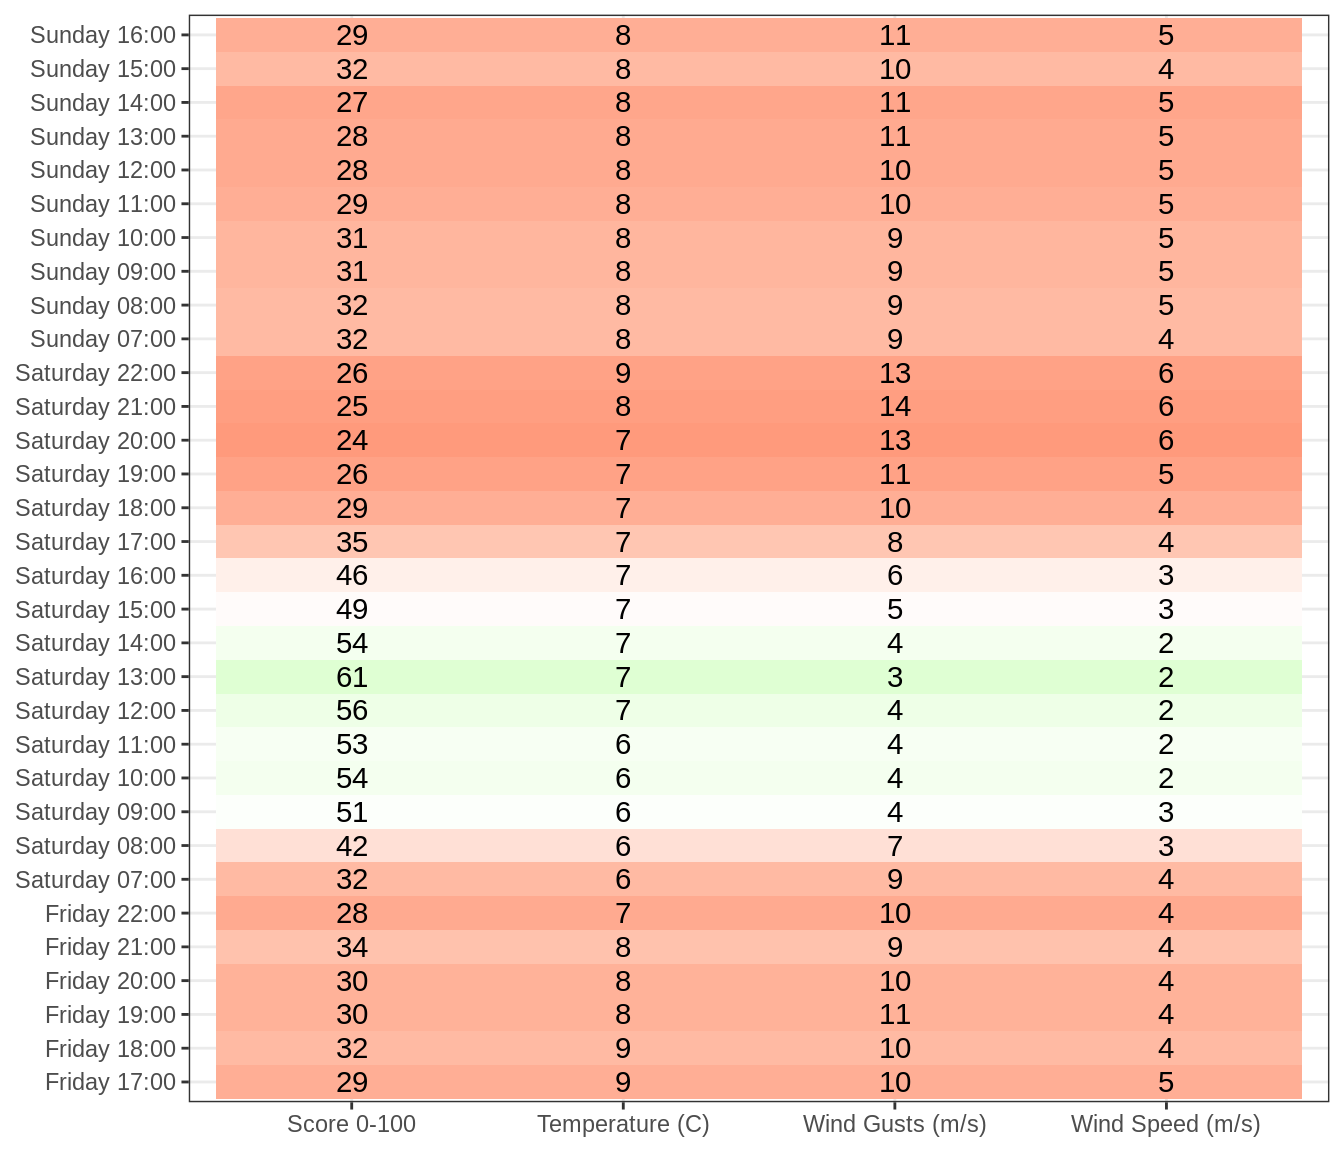 Sunday 16:00 29 8 11 5
Sunday 15:00 32 8 10 4
Sunday 14:00 27 8 11 5
Sunday 13:00 28 8 11 5
Sunday 12:00 28 8 10 5
Sunday 11:00 29 8 10 5
Sunday 10:00 31 8 9 5
Sunday 09:00 31 8 9 5
Sunday 08:00 32 8 9 5
Sunday 07:00 32 8 9 4
Saturday 22:00 26 9 13 6
Saturday 21:00 25 8 14 6
Saturday 20:00 24 7 13 6
Saturday 19:00 26 7 11 5
Saturday 18:00 29 7 10 4
Saturday 17:00 35 7 8 4
Saturday 16:00 46 7 6 3
Saturday 15:00 49 7 5 3
Saturday 14:00 54 7 4 2
Saturday 13:00 61 7 3 2
Saturday 12:00 56 7 4 2
Saturday 11:00 53 6 4 2
Saturday 10:00 54 6 4 2
Saturday 09:00 51 6 4 3
Saturday 08:00 42 6 7 3
Saturday 07:00 32 6 9 4
Friday 22:00 28 7 10 4
Friday 21:00 34 8 9 4
Friday 20:00 30 8 10 4
Friday 19:00 30 8 11 4
Friday 18:00 32 9 10 4
Friday 17:00 29 9 10 5
Score 0-100 Temperature (C) Wind Gusts (m/s) Wind Speed (m/s)